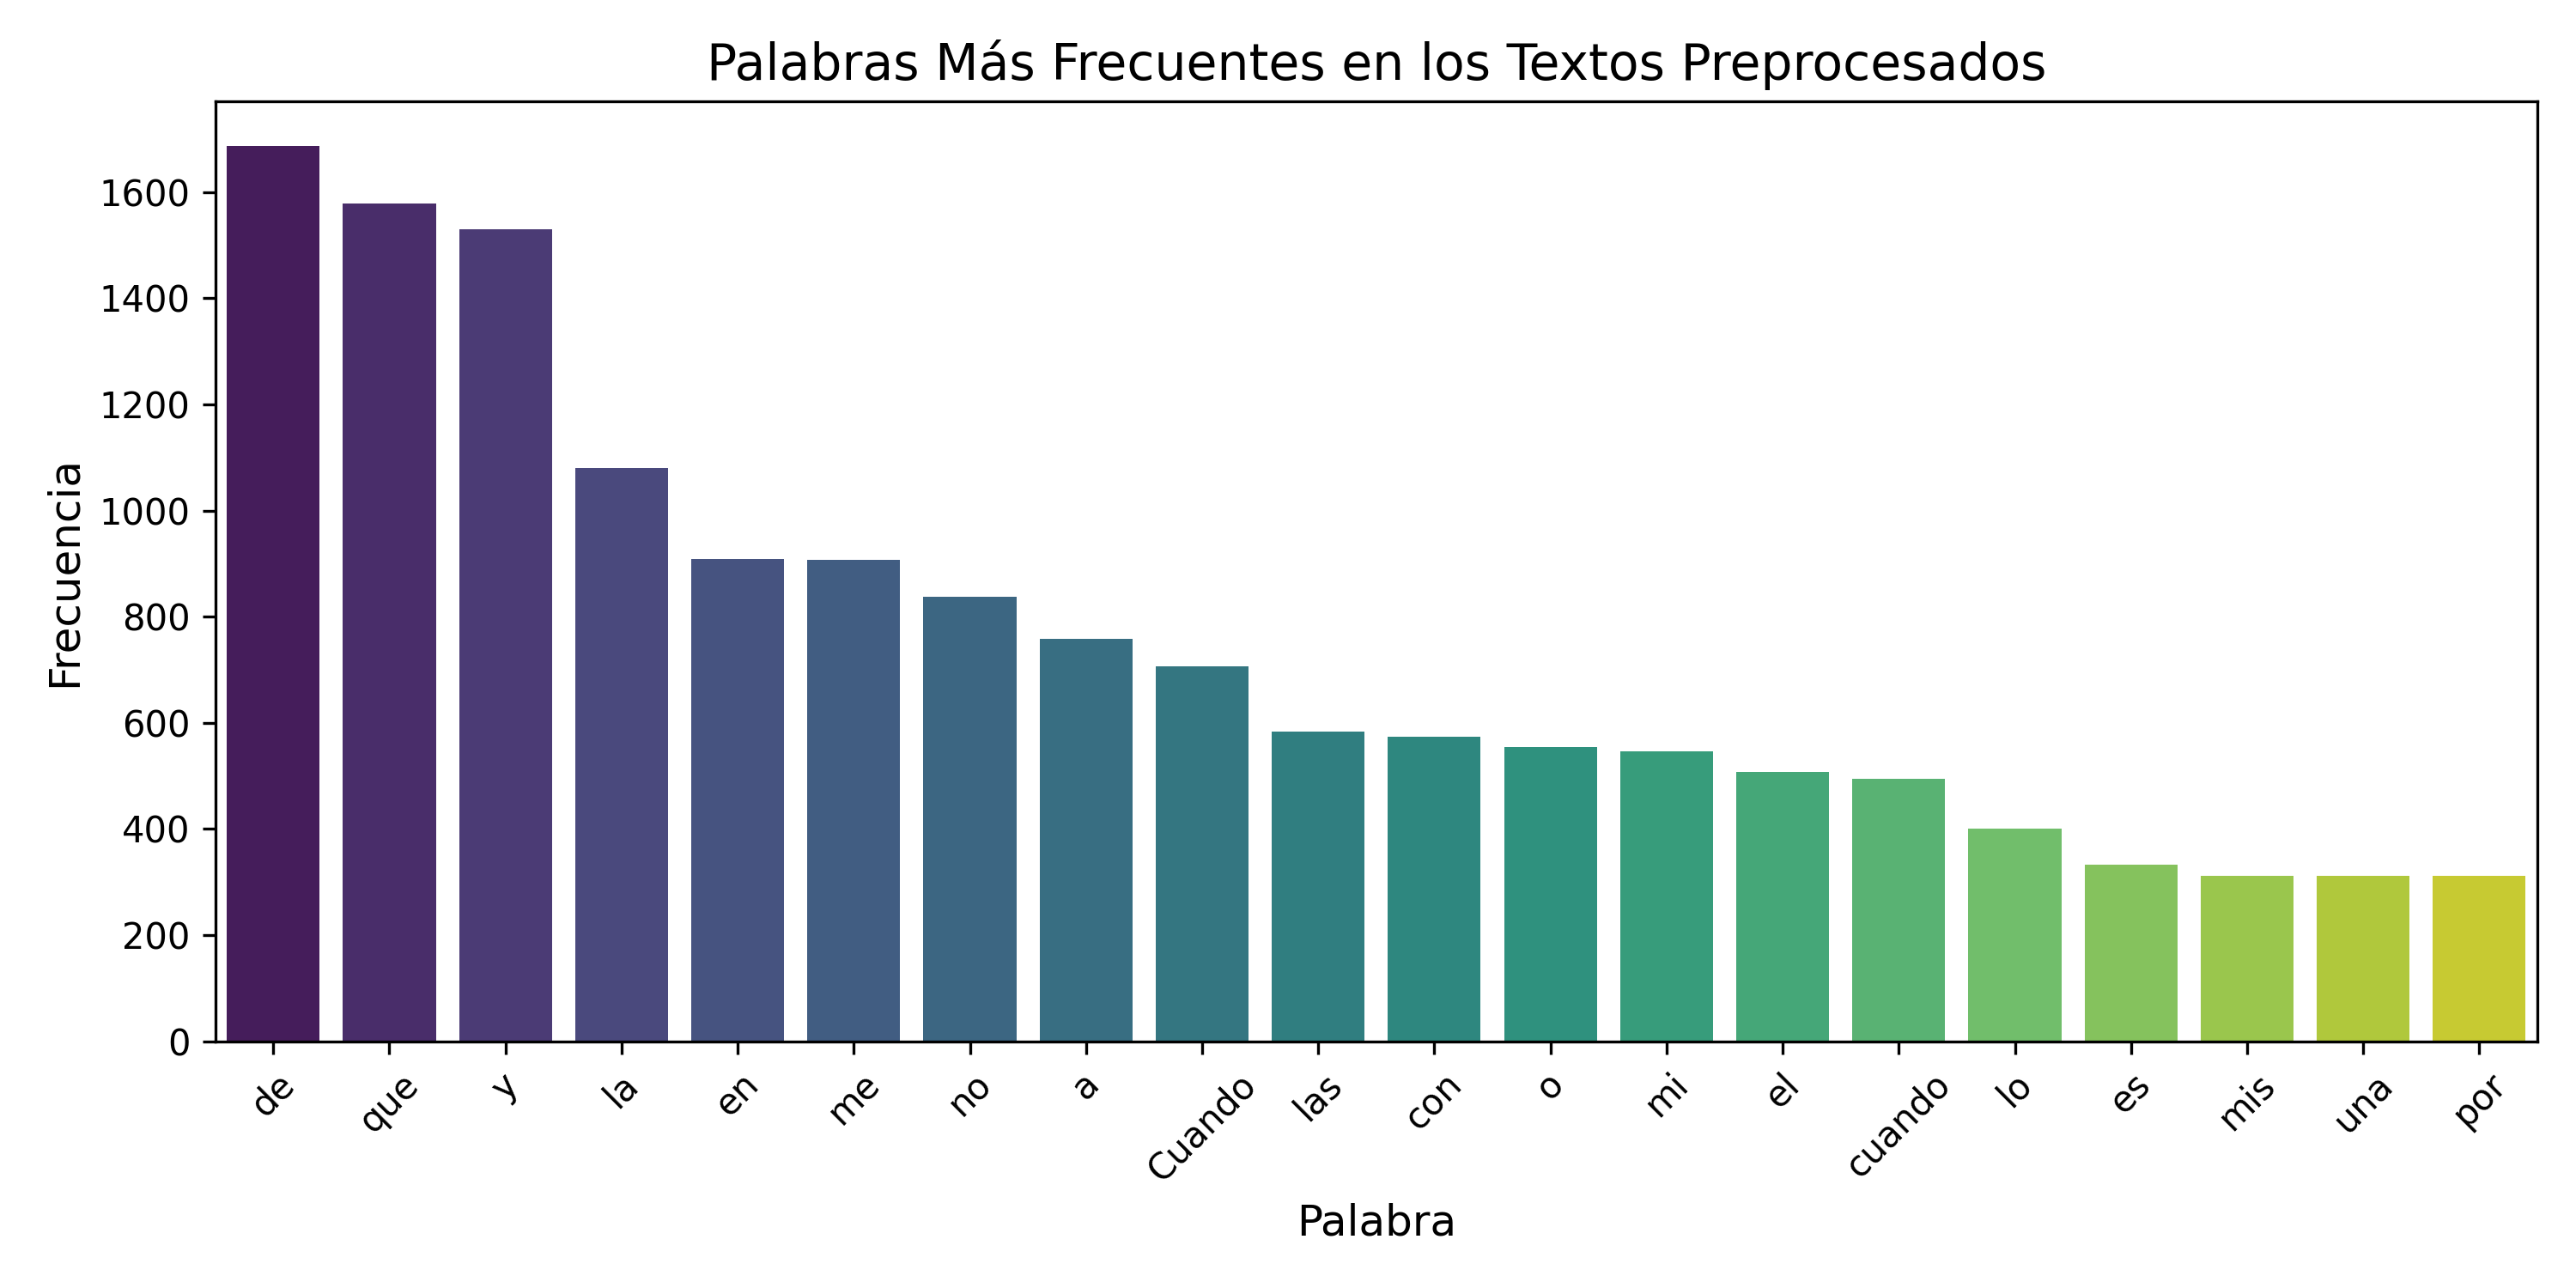 Palabras Más Frecuentes en los Textos Preprocesados
Frecuencia
1600
1400
1200
1000
800
600
400
200
0
de que y la en me no a Cuando las con o mi el cuando lo es mis una por
Palabra